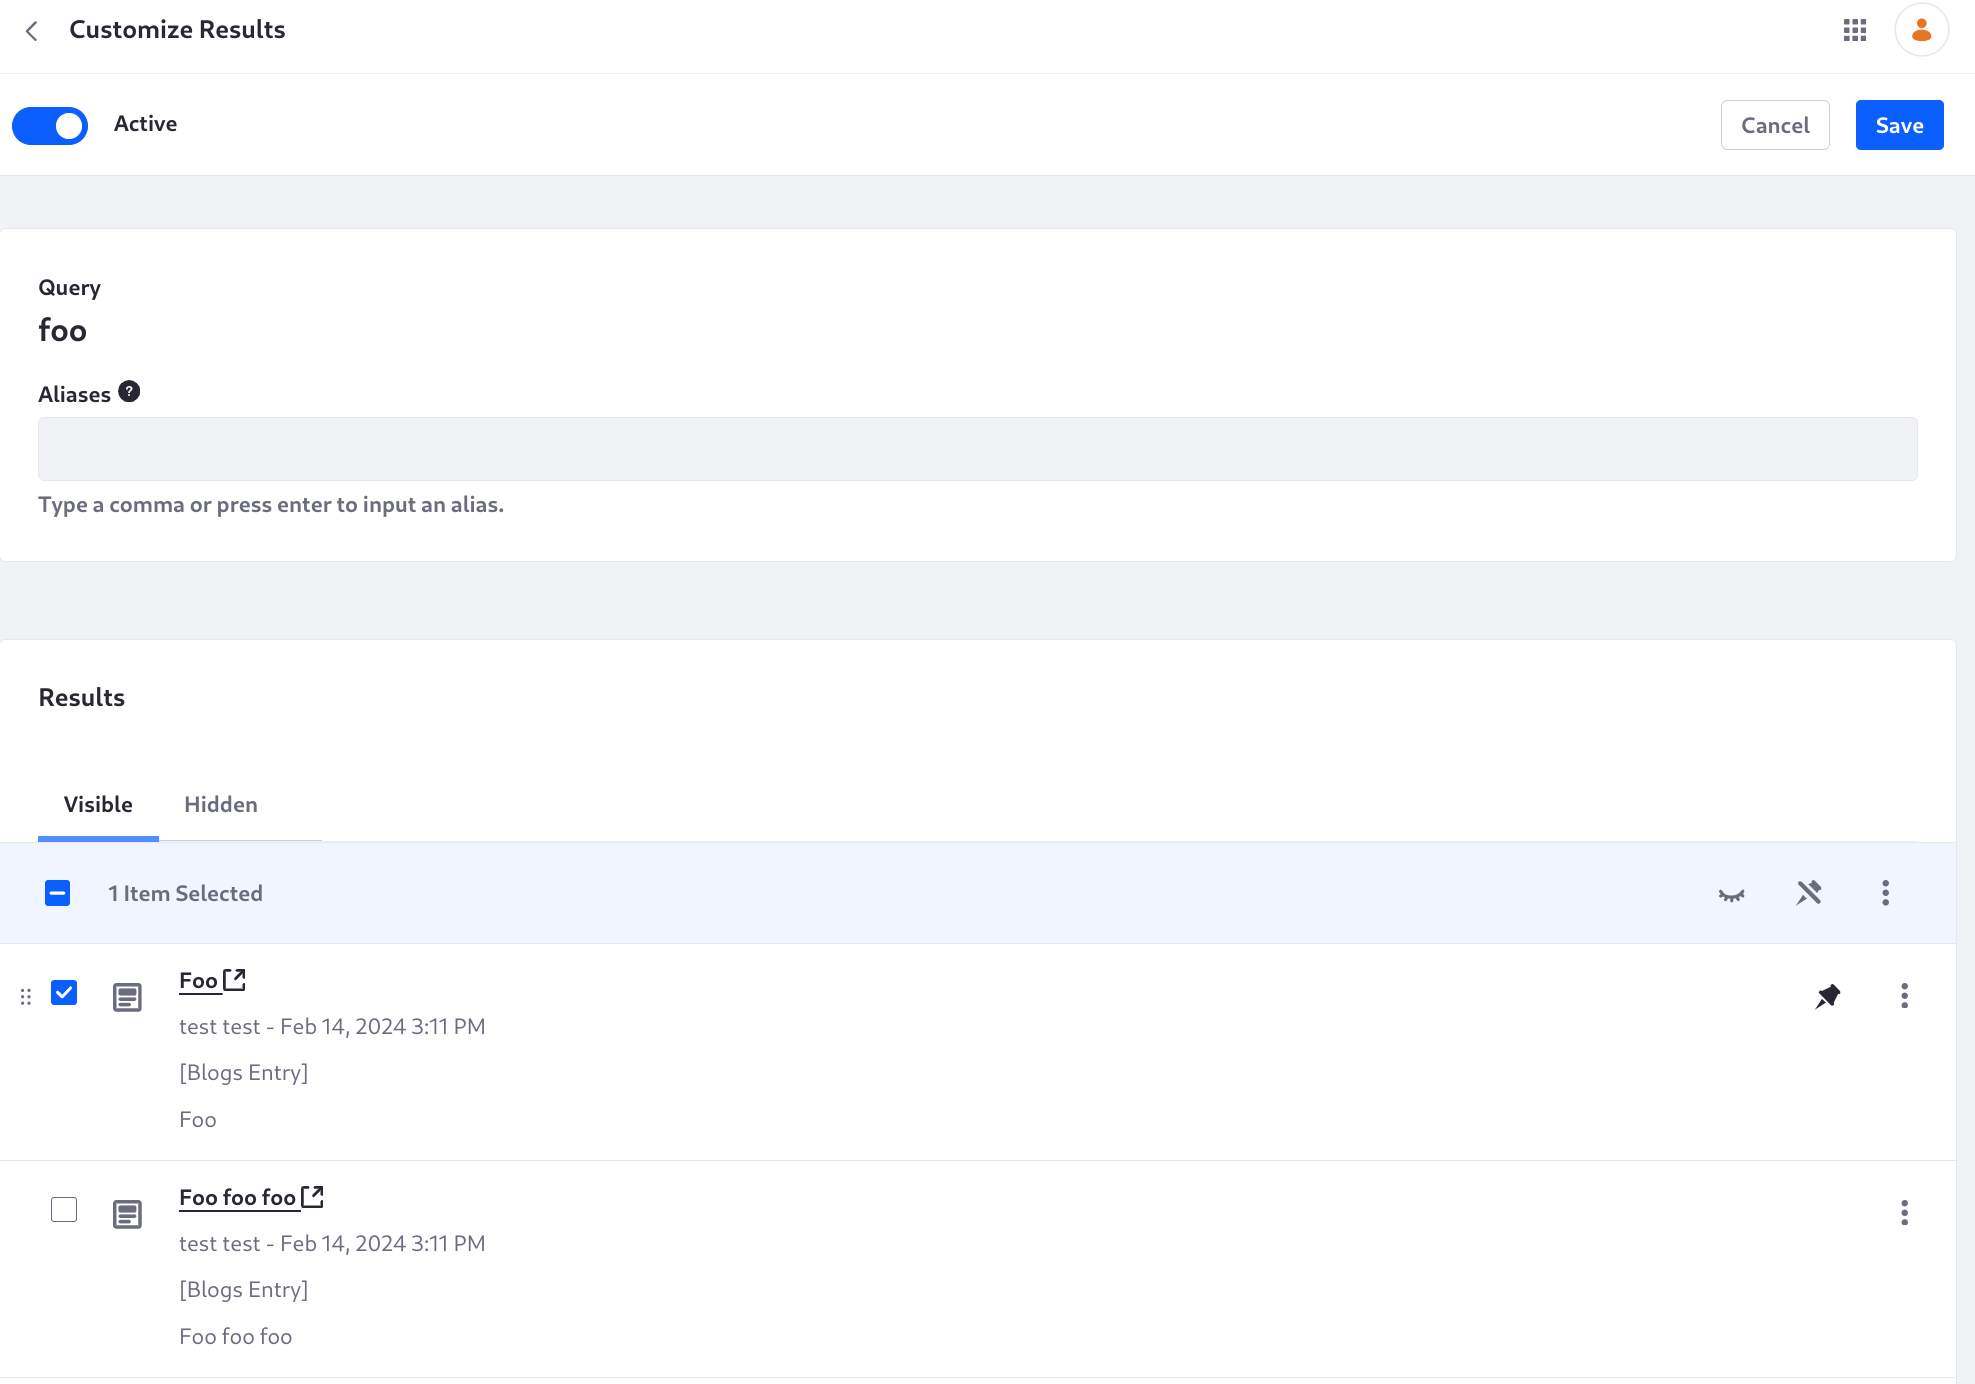 Customize Results
Active
Cancel
Save
Query
foo
Aliases ?
Type a comma or press enter to input an alias.
Results
Visible
Hidden
1 Item Selected
Foo
test test - Feb 14, 2024 3:11 PM
[Blogs Entry]
Foo
Foo foo foo
test test - Feb 14, 2024 3:11 PM
[Blogs Entry]
Foo foo foo